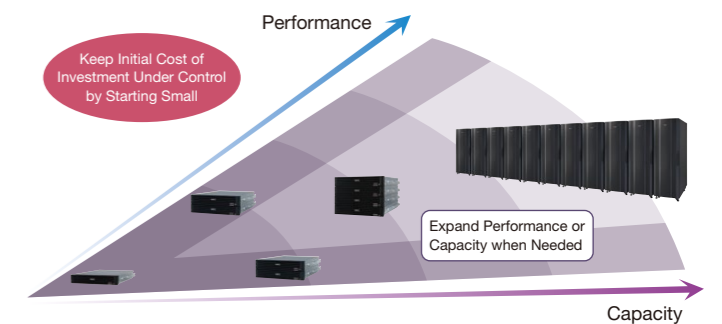 Performance
Keep Initial Cost of
Investment Under Control
by Starting Small
Expand Performance or
Capacity when Needed
Capacity